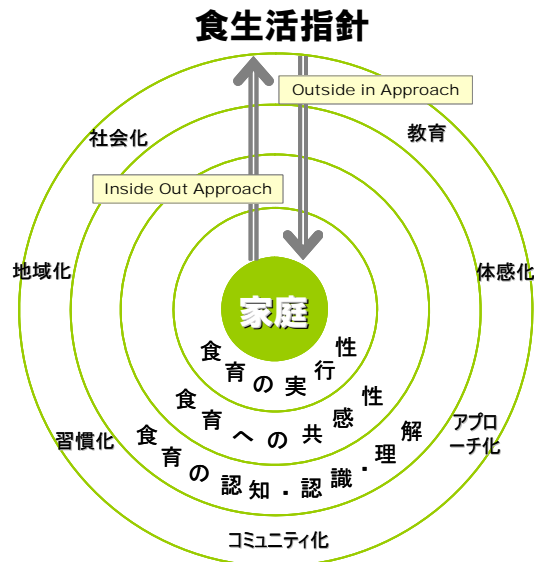 食生活指針
Outside in Approach
社会化
教育
Inside Out Approach
地域化
体感化
家庭
食育の実行性
食育への共感性
食育の認知・認識・理解
習慣化
アプロ
ーチ化
コミュニティ化